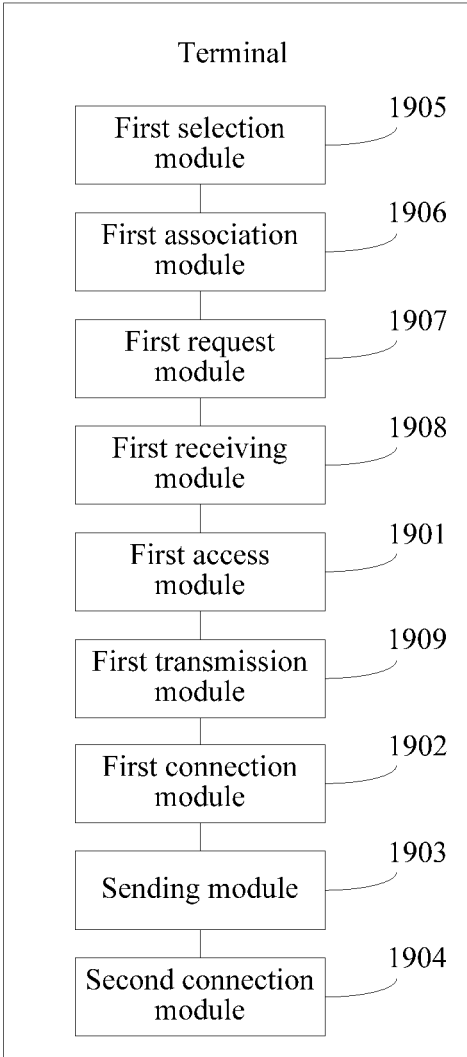 Terminal
1905
First selection
module
1906
First association
module
1907
First request
module
1908
First receiving
module
1901
First access
module
1909
First transmission
module
1902
First connection
module
1903
Sending module
1904
Second connection
module